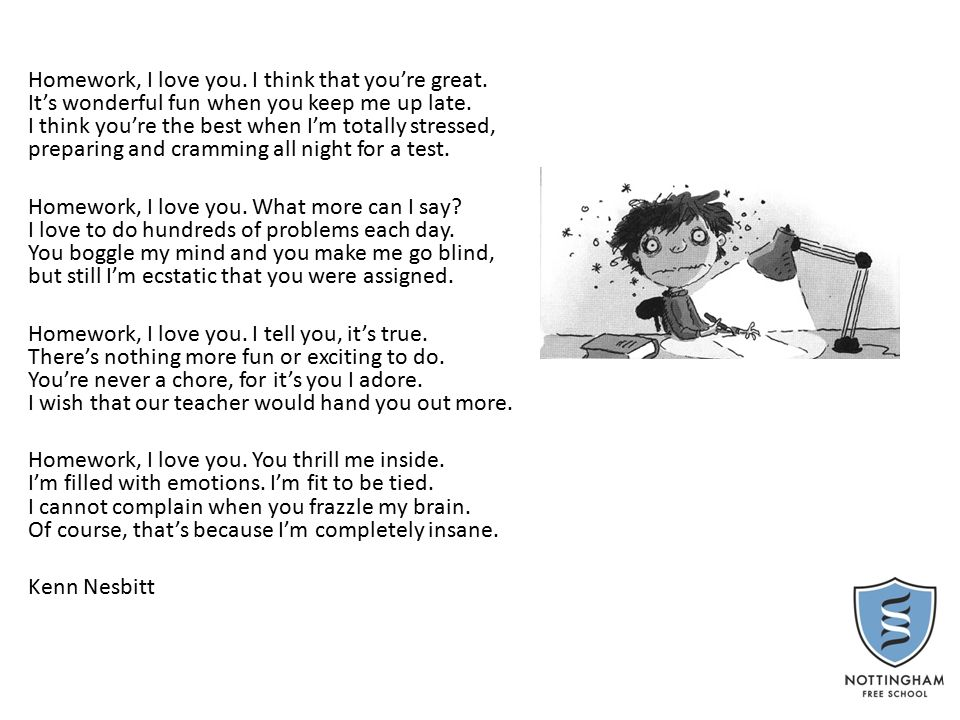 Homework, I love you. I think that you’re great.
It’s wonderful fun when you keep me up late.
I think you’re the best when I’m totally stressed,
preparing and cramming all night for a test.
Homework, I love you. What more can I say?
I love to do hundreds of problems each day.
You boggle my mind and you make me go blind,
but still I’m ecstatic that you were assigned.
Homework, I love you. I tell you, it’s true.
There’s nothing more fun or exciting to do.
You’re never a chore, for it’s you I adore.
I wish that our teacher would hand you out more.
Homework, I love you. You thrill me inside.
I’m filled with emotions. I’m fit to be tied.
I cannot complain when you frazzle my brain.
Of course, that’s because I’m completely insane.
Kenn Nesbitt
NOTTINGHAM
FREE SCHOOL